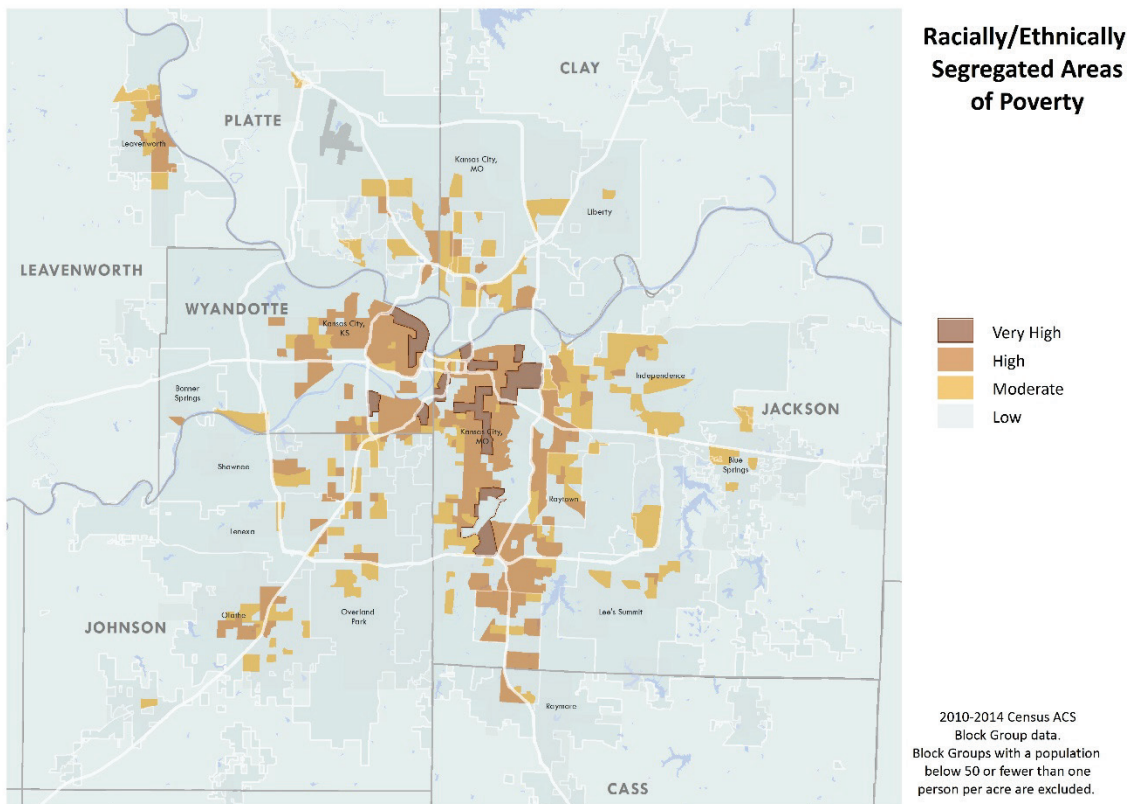 Racially/Ethnically
Segregated Areas
of Poverty
CLAY
PLATTE
Leavenworth
Kansas City,
MO
Liberty
LEAVENWORTH
WYANDOTTE
Kansas City,
KS
Bonner
Springs
Independence
JACKSON
Kansas City,
MO
Blue
Springs
Shawnee
Raytown
Lenexa
Olathe
Overland
Park
Lee's Summit
JOHNSON
Raymore
CASS
Very High
High
Moderate
Low
2010-2014 Census ACS
Block Group data.
Block Groups with a population
below 50 or fewer than one
person per acre are excluded.